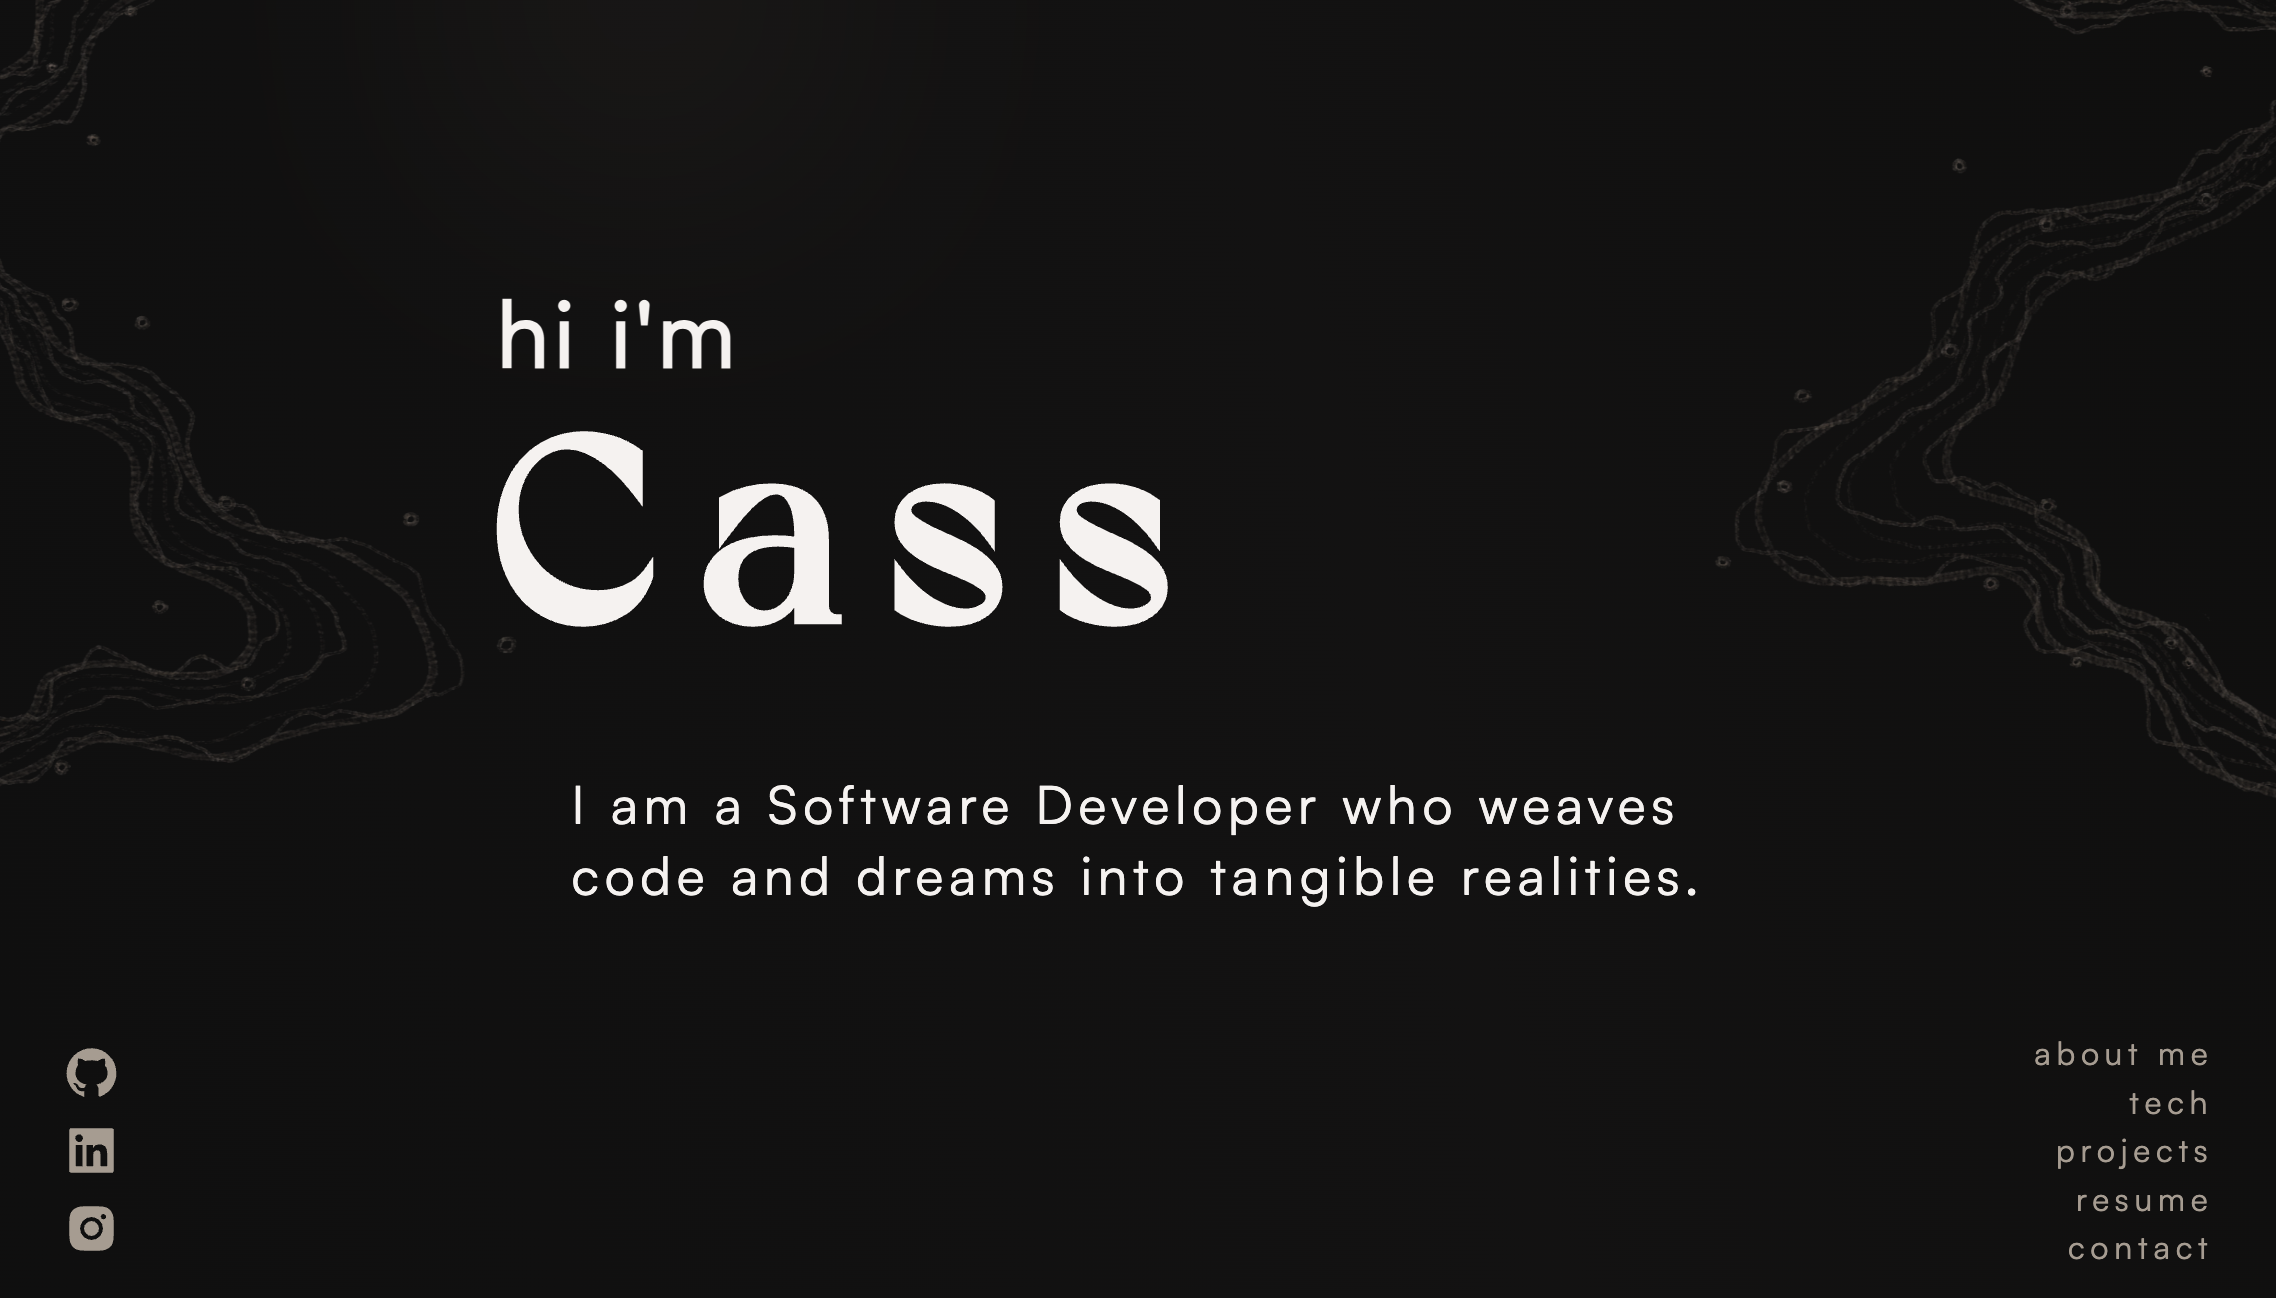 hi i'm
Cass
I am a Software Developer who weaves
code and dreams into tangible realities.
in
about me
tech
projects
resume
contact